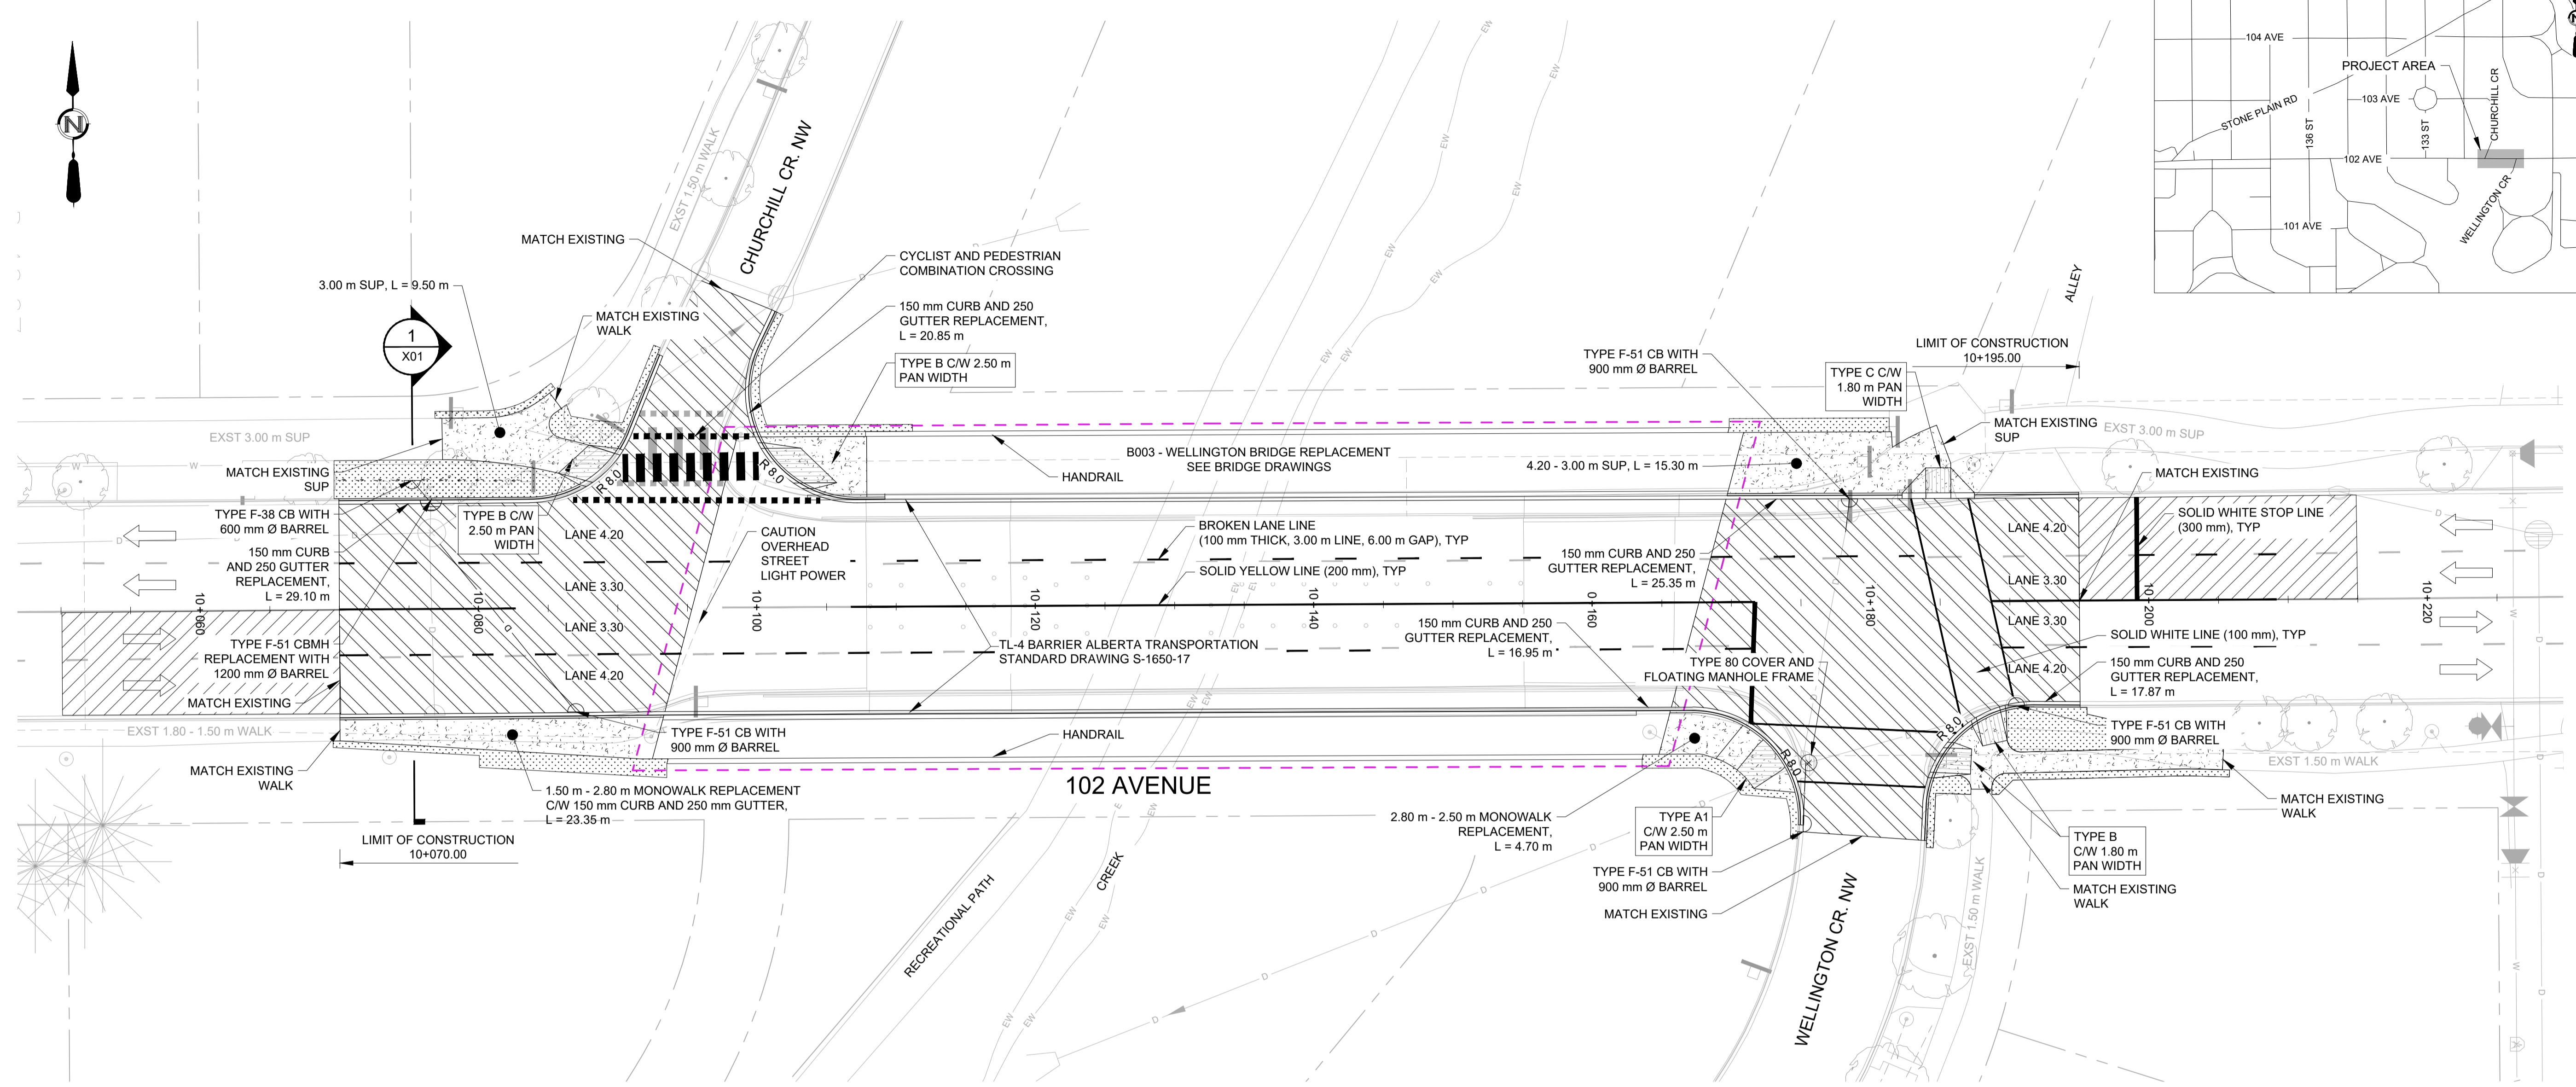 N
104 AVE
PROJECT AREA
STONE PLAIN RD
103 AVE
136 ST
133 ST
CHURCHILL CR
102 AVE
WELLINGTON CR
101 AVE
EXST 1.50 m WALK
CHURCHILL CR. NW
MATCH EXISTING
CYCLIST AND PEDESTRIAN
COMBINATION CROSSING
3.00 m SUP, L = 9.50 m
1
X01
MATCH EXISTING
WALK
150 mm CURB AND 250
GUTTER REPLACEMENT,
L = 20.85 m
TYPE B C/W 2.50 m
PAN WIDTH
TYPE F-51 CB WITH
900 mm Ø BARREL
ALLEY
LIMIT OF CONSTRUCTION
10+195.00
TYPE C C/W
1.80 m PAN
WIDTH
MATCH EXISTING
SUP
EXST 3.00 m SUP
EXST 3.00 m SUP
MATCH EXISTING
SUP
HANDRAIL
B003 - WELLINGTON BRIDGE REPLACEMENT
SEE BRIDGE DRAWINGS
4.20 - 3.00 m SUP, L = 15.30 m
MATCH EXISTING
R 8.0
R 8.0
TYPE F-38 CB WITH
600 mm Ø BARREL
TYPE B C/W
2.50 m PAN
WIDTH
150 mm CURB
AND 250 GUTTER
REPLACEMENT,
L = 29.10 m
LANE 4.20
LANE 3.30
LANE 3.30
LANE 4.20
CAUTION
OVERHEAD
STREET
LIGHT POWER
BROKEN LANE LINE
(100 mm THICK, 3.00 m LINE, 6.00 m GAP), TYP
SOLID YELLOW LINE (200 mm), TYP
150 mm CURB AND 250
GUTTER REPLACEMENT,
L = 25.35 m
LANE 4.20
LANE 3.30
LANE 3.30
LANE 4.20
SOLID WHITE STOP LINE
(300 mm), TYP
10+060
10+080
10+100
10+120
10+140
0+160
10+180
10+200
10+220
TYPE F-51 CBMH
REPLACEMENT WITH
1200 mm Ø BARREL
MATCH EXISTING
TL-4 BARRIER ALBERTA TRANSPORTATION
STANDARD DRAWING S-1650-17
150 mm CURB AND 250
GUTTER REPLACEMENT,
L = 16.95 m
TYPE 80 COVER AND
FLOATING MANHOLE FRAME
SOLID WHITE LINE (100 mm), TYP
150 mm CURB AND 250
GUTTER REPLACEMENT,
L = 17.87 m
EXST 1.80 - 1.50 m WALK
TYPE F-51 CB WITH
900 mm Ø BARREL
HANDRAIL
R 8.0
R 8.0
TYPE F-51 CB WITH
900 mm Ø BARREL
EXST 1.50 m WALK
MATCH EXISTING
WALK
102 AVENUE
1.50 m - 2.80 m MONOWALK REPLACEMENT
C/W 150 mm CURB AND 250 mm GUTTER,
L = 23.35 m
MATCH EXISTING
WALK
LIMIT OF CONSTRUCTION
10+070.00
2.80 m - 2.50 m MONOWALK
REPLACEMENT,
L = 4.70 m
TYPE A1
C/W 2.50 m
PAN WIDTH
TYPE B
C/W 1.80 m
PAN WIDTH
TYPE F-51 CB WITH
900 mm Ø BARREL
MATCH EXISTING
WALK
MATCH EXISTING
RECREATIONAL PATH
CREEK
WELLINGTON CR. NW
EXST 1.50 m WALK